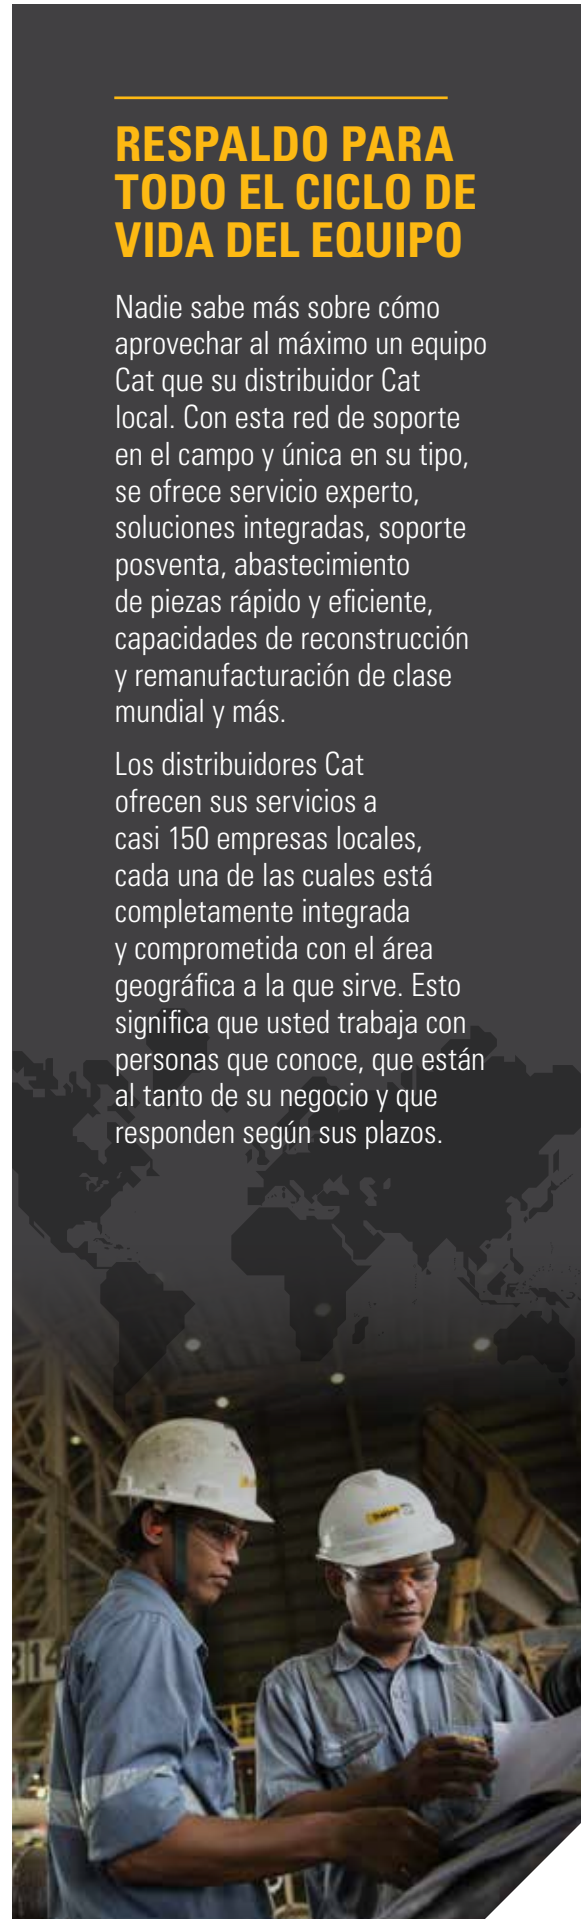 RESPALDO PARA
TODO EL CICLO DE
VIDA DEL EQUIPO
Nadie sabe más sobre cómo
aprovechar al máximo un equipo
Cat que su distribuidor Cat
local. Con esta red de soporte
en el campo y única en su tipo,
se ofrece servicio experto,
soluciones integradas, soporte
posventa, abastecimiento
de piezas rápido y eficiente,
capacidades de reconstrucción
y remanufacturación de clase
mundial y más.
Los distribuidores Cat
ofrecen sus servicios a
casi 150 empresas locales,
cada una de las cuales está
completamente integrada
y comprometida con el área
geográfica a la que sirve. Esto
significa que usted trabaja con
personas que conoce, que están
al tanto de su negocio y que
responden según sus plazos.
314